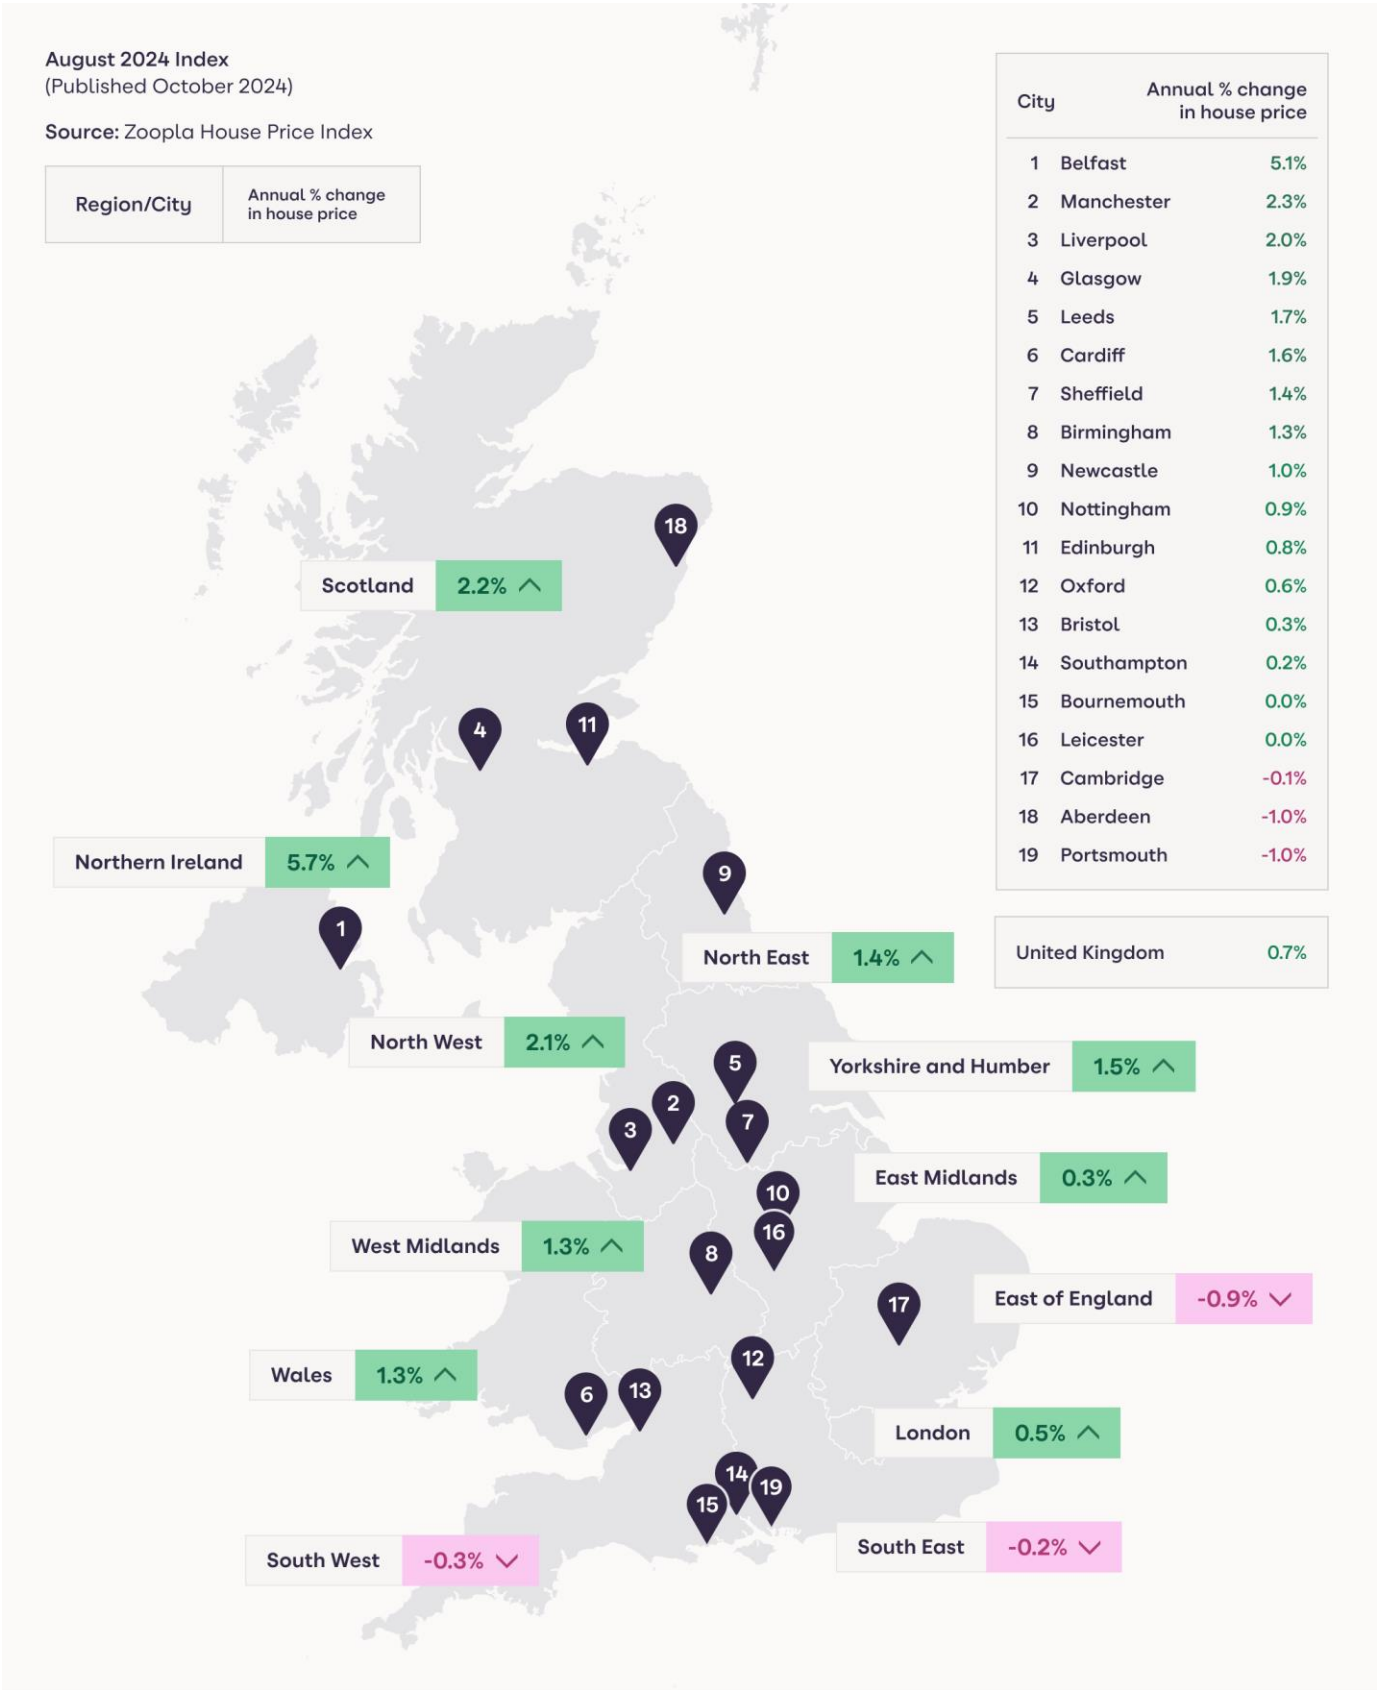 August 2024 Index
(Published October 2024)
Source: Zoopla House Price Index
Region/City
Annual % change
in house price
City
Annual % change
in house price
1 Belfast 5.1%
2 Manchester 2.3%
3 Liverpool 2.0%
4 Glasgow 1.9%
5 Leeds 1.7%
6 Cardiff 1.6%
7 Sheffield 1.4%
8 Birmingham 1.3%
9 Newcastle 1.0%
10 Nottingham 0.9%
11 Edinburgh 0.8%
12 Oxford 0.6%
13 Bristol 0.3%
14 Southampton 0.2%
15 Bournemouth 0.0%
16 Leicester 0.0%
17 Cambridge -0.1%
18 Aberdeen -1.0%
19 Portsmouth -1.0%
United Kingdom 0.7%
18
Scotland 2.2%
4
11
Northern Ireland 5.7%
9
1
North East 1.4%
North West 2.1%
5
Yorkshire and Humber 1.5%
2
7
3
East Midlands 0.3%
10
16
West Midlands 1.3%
8
East of England -0.9%
17
12
Wales 1.3%
6
13
London 0.5%
14
19
15
South East -0.2%
South West -0.3%